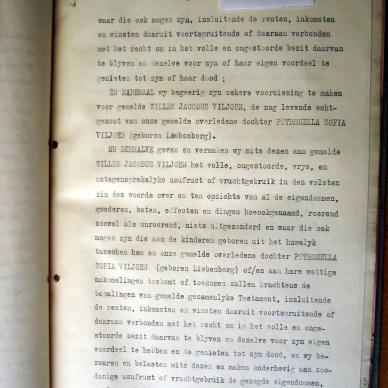 waar die ook mogen zyn, insluitende de renten, inkomsten
en winsten daaruit voortspruitende of daaraan verbonden
met het recht om in het volle en ongestoorde bezit daarvan
te blyven en dezelve voor zyn of haar eigen voordeel te
genieten tot zyn of haar dood ;
EN NADEMAAL wy begeerig zyn zekere voorziening te maken
voor gemelde WILLEM JACOBUS VILJOEN, de nog levende echt-
genoot van onze gemelde overledene dochter PETRONELLA SOFIA
VILJOEN (geboren Liebenberg).
NU DERHALVE geven en vermaken wy mits dezen aan gemelde
WILLEM JACOBUS VILJOEN het volle, ongestoorde, vrye, en
ontegensprekelyke usufruct of vruchtgebruik in den volsten
zin des woords over en ten opzichte van al de eigendommen,
goederen, baten, effecten en dingen hoegenaamd, roerend
zoowel als onroerend, niets uitgezonderd en waar die ook
mogen zyn die aan de kinderen geboren uit het huwelyk
tusschen hem en onze gemelde overledene dochter PETRONELLA
SOFIA VILJOEN (geboren Liebenberg) of/en aan hare wettige
nakomelingen toekomt of toekomen zullen krachtens de
bepalingen van gemelde gezamenlyke Testament, insluitende
de renten, inkomsten en winsten daaruit voortspruitende of
daaraan verbonden met het recht om in het volle en onge-
stoorde bezit daarvan te blyven en dezelve voor zyn eigen
voordeel te hebben en te genieten tot zyn dood, en wy be-
zwaren en belasten mits dezen en maken onderhevig aan zoo-
danige usufruct of vruchtgebruik de gezegde eigendommen,